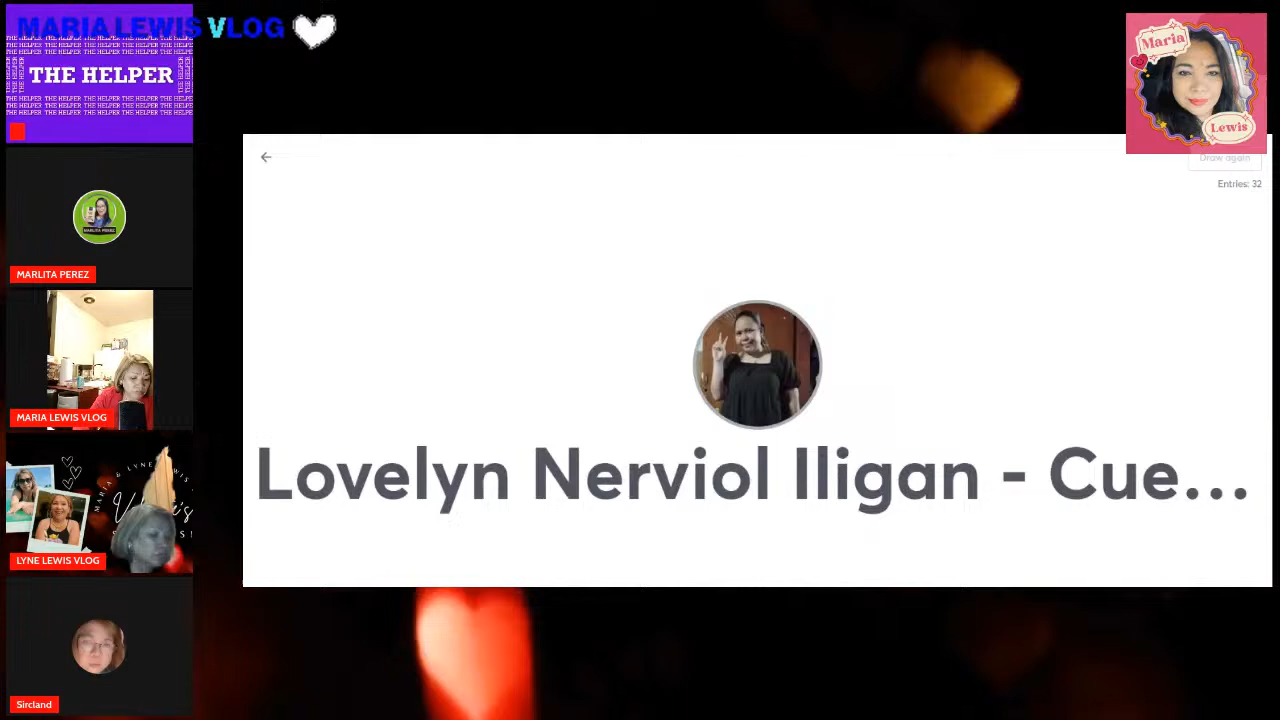 MARIA LEWIS VLOG
THE HELPER
MARLITA PEREZ
MARIA LEWIS VLOG
LYNE LEWIS VLOG
Sircland
Maria
Lewis
Draw again
Entries: 32
Lovelyn Nerviol Iligan - Cue...